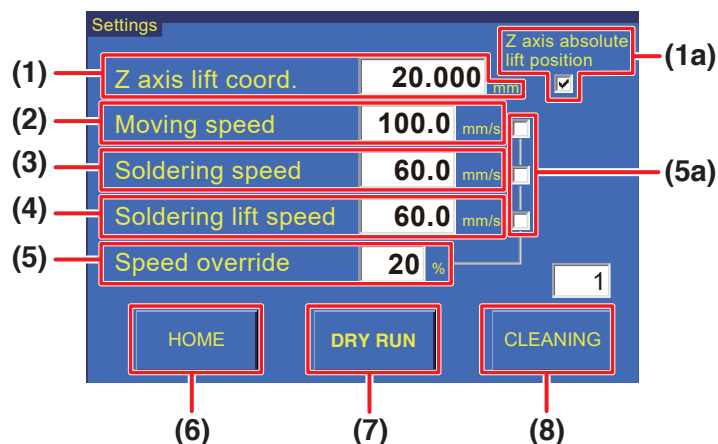 Settings
Z axis absolute
lift position
(1a)
(1) Z axis lift coord. 20.000 mm
(2) Moving speed 100.0 mm/s
(3) Soldering speed 60.0 mm/s
(5a)
(4) Soldering lift speed 60.0 mm/s
(5) Speed override 20 %
1
HOME DRY RUN CLEANING
(6) (7) (8)